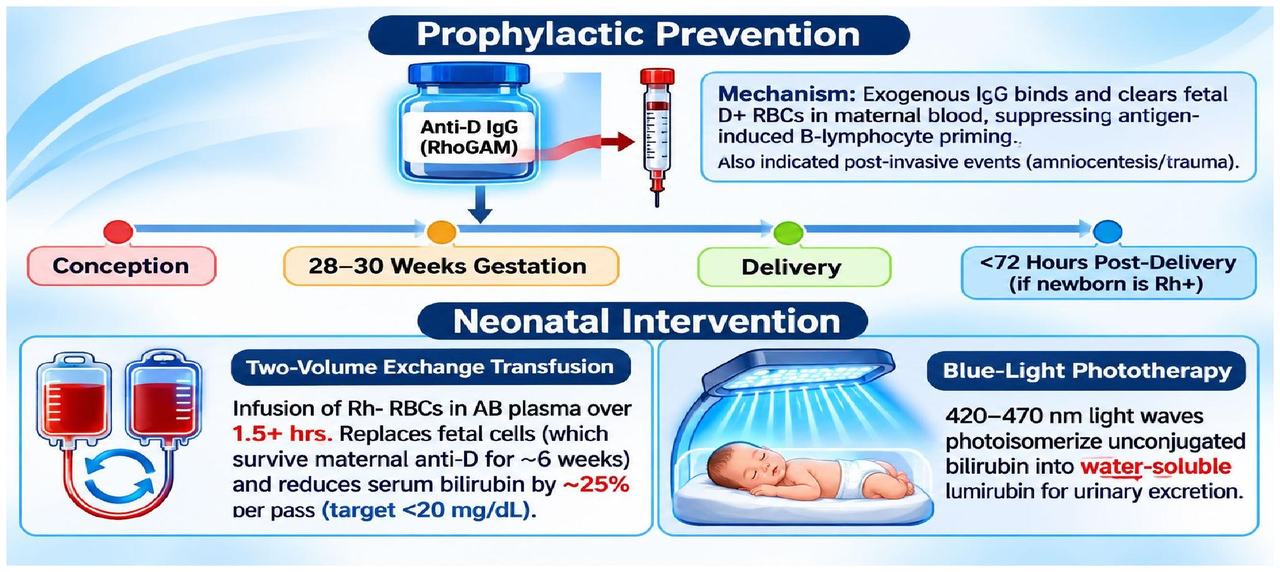 Prophylactic Prevention
Anti-D IgG
(RhoGAM)
Mechanism: Exogenous IgG binds and clears fetal
D+ RBCs in maternal blood, suppressing antigen-
induced B-lymphocyte priming.
Also indicated post-invasive events (amniocentesis/trauma).
Conception
28–30 Weeks Gestation
Delivery
<72 Hours Post-Delivery
(if newborn is Rh+)
Neonatal Intervention
Two-Volume Exchange Transfusion
Infusion of Rh- RBCs in AB plasma over
1.5+ hrs. Replaces fetal cells (which
survive maternal anti-D for ~6 weeks)
and reduces serum bilirubin by ~25%
per pass (target <20 mg/dL).
Blue-Light Phototherapy
420–470 nm light waves
photoisomerize unconjugated
bilirubin into water-soluble
lumirubin for urinary excretion.